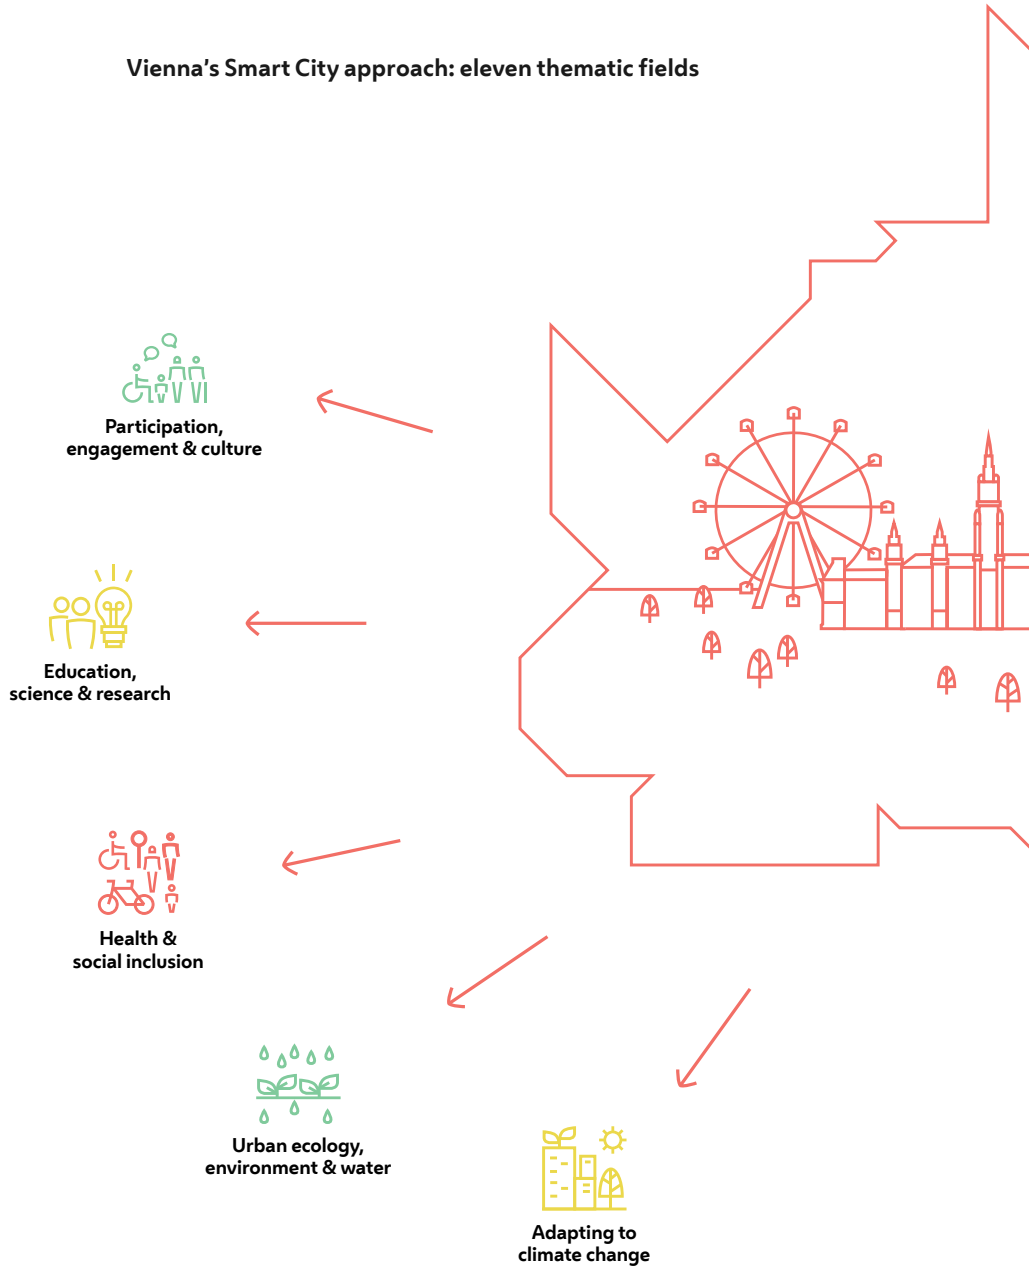 Vienna's Smart City approach: eleven thematic fields
Participation,
engagement & culture
Education,
science & research
Health &
social inclusion
Urban ecology,
environment & water
Adapting to
climate change